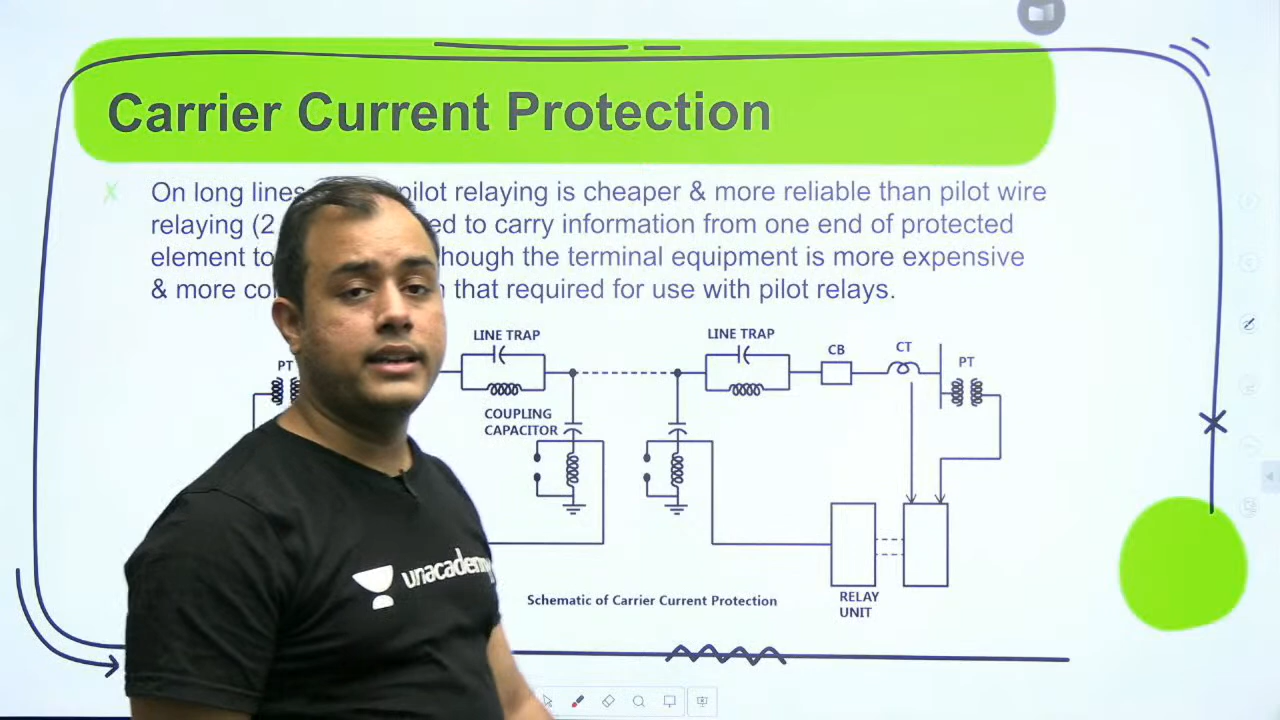 Carrier Current Protection
On long lines pilot relaying is cheaper & more reliable than pilot wire
relaying (2 ed to carry information from one end of protected
element to hough the terminal equipment is more expensive
& more co that required for use with pilot relays.
LINE TRAP
LINE TRAP
CB
CT
PT
PT
COUPLING
CAPACITOR
RELAY
UNIT
Schematic of Carrier Current Protection
unacademy